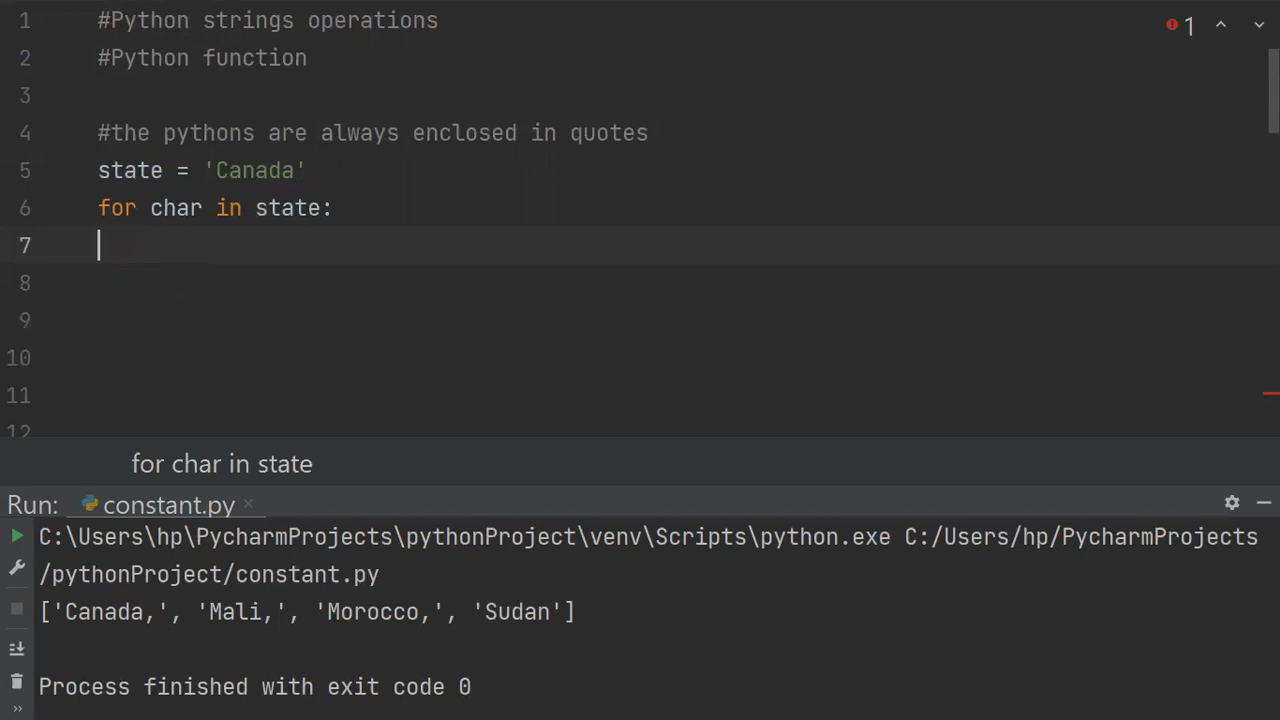 1 #Python strings operations
1
2 #Python function
3
4 #the pythons are always enclosed in quotes
5 state = 'Canada'
6 for char in state:
7
8
9
10
11
12
for char in state
Run: constant.py ×
C:\Users\hp\PycharmProjects\pythonProject\venv\Scripts\python.exe C:/Users/hp/PycharmProjects
/pythonProject/constant.py
['Canada,', 'Mali,', 'Morocco,', 'Sudan']
Process finished with exit code 0